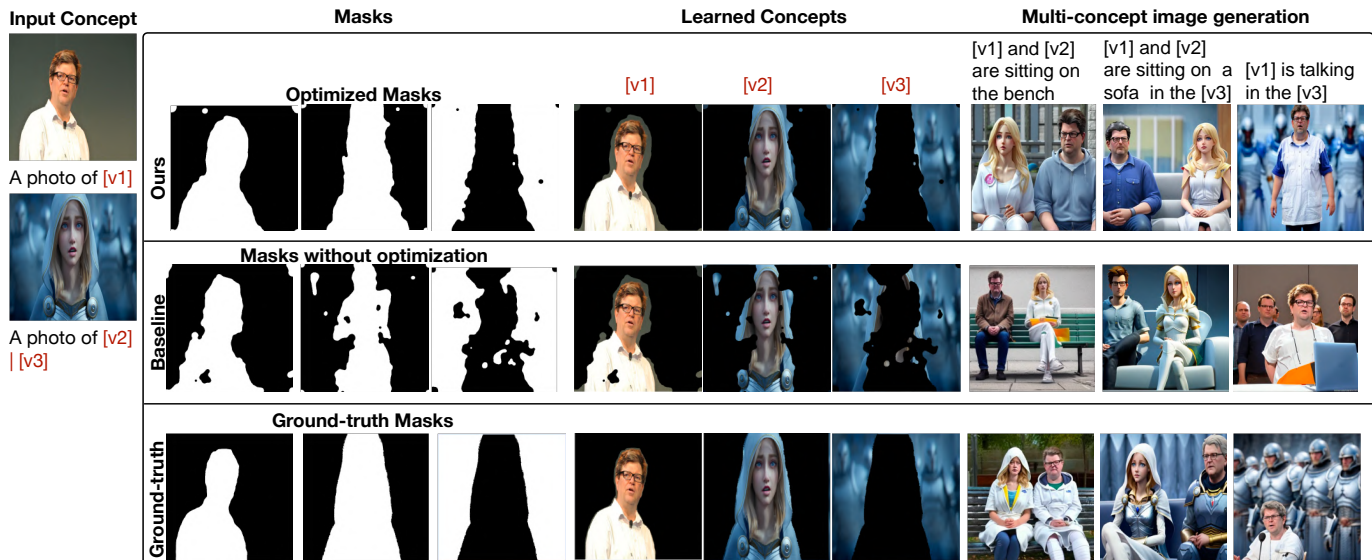 Input Concept
Masks
Learned Concepts
Multi-concept image generation
A photo of [v1]
A photo of [v2]
| [v3]
Ours
Optimized Masks
[v1]
[v2]
[v3]
[v1] and [v2]
are sitting on
the bench
[v1] and [v2]
are sitting on a
sofa in the [v3]
[v1] is talking
in the [v3]
Baseline
Masks without optimization
Ground-truth
Ground-truth Masks